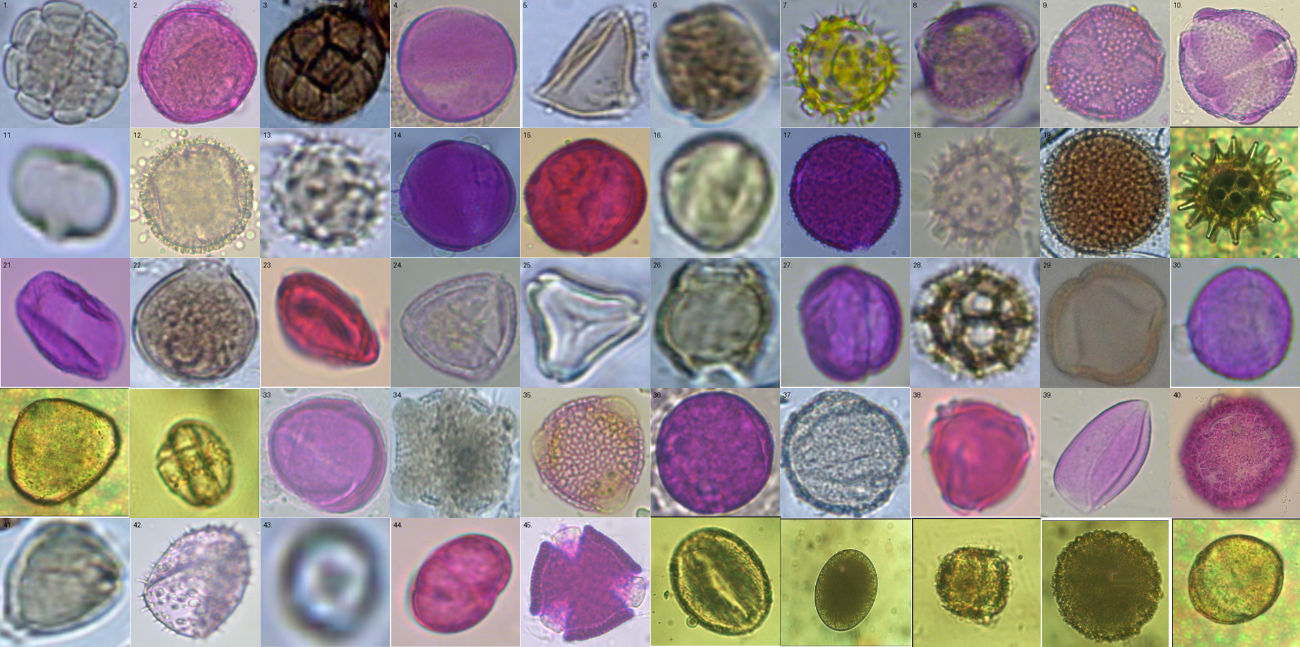 1. 2. 3. 4. 5. 6. 7. 8. 9. 10.
11. 12. 13. 14. 15. 16. 17. 18. 19.
21. 22. 23. 24. 25. 26. 27. 28. 29. 30.
33. 34. 35. 36. 37. 38. 39. 40.
41. 42. 43. 44. 45.